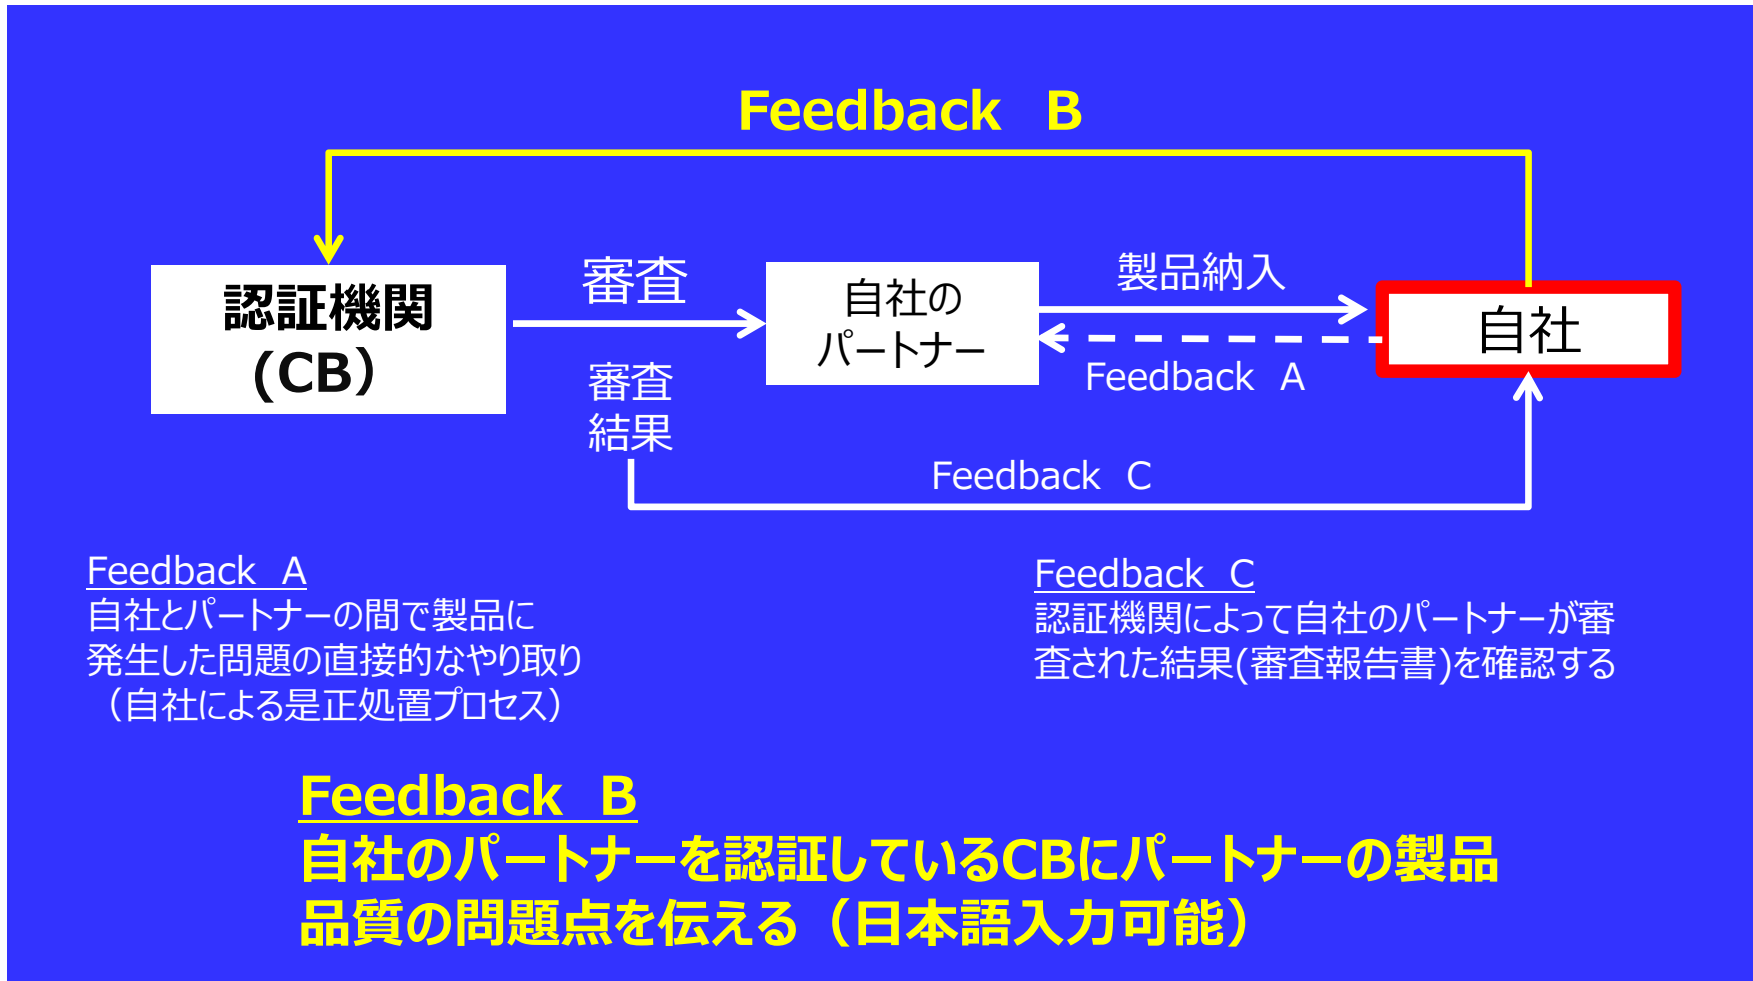 Feedback B
認証機関
(CB）
審査
審査
結果
自社の
パートナー
製品納入
Feedback A
自社
Feedback C
Feedback A
自社とパートナーの間で製品に
発生した問題の直接的なやり取り
（自社による是正処置プロセス）
Feedback C
認証機関によって自社のパートナーが審
査された結果(審査報告書)を確認する
Feedback B
自社のパートナーを認証しているCBにパートナーの製品
品質の問題点を伝える（日本語入力可能）